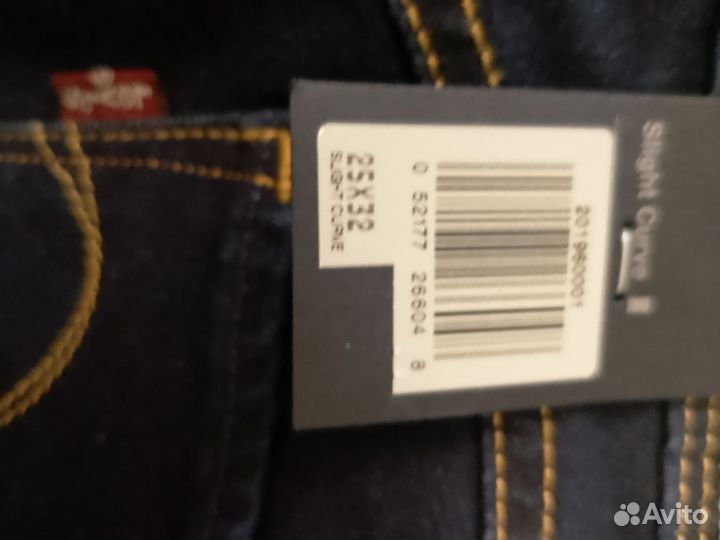 Slight Curve
201960001
0 52177 26604 8
25X32
SLIGHT CURVE
Avito